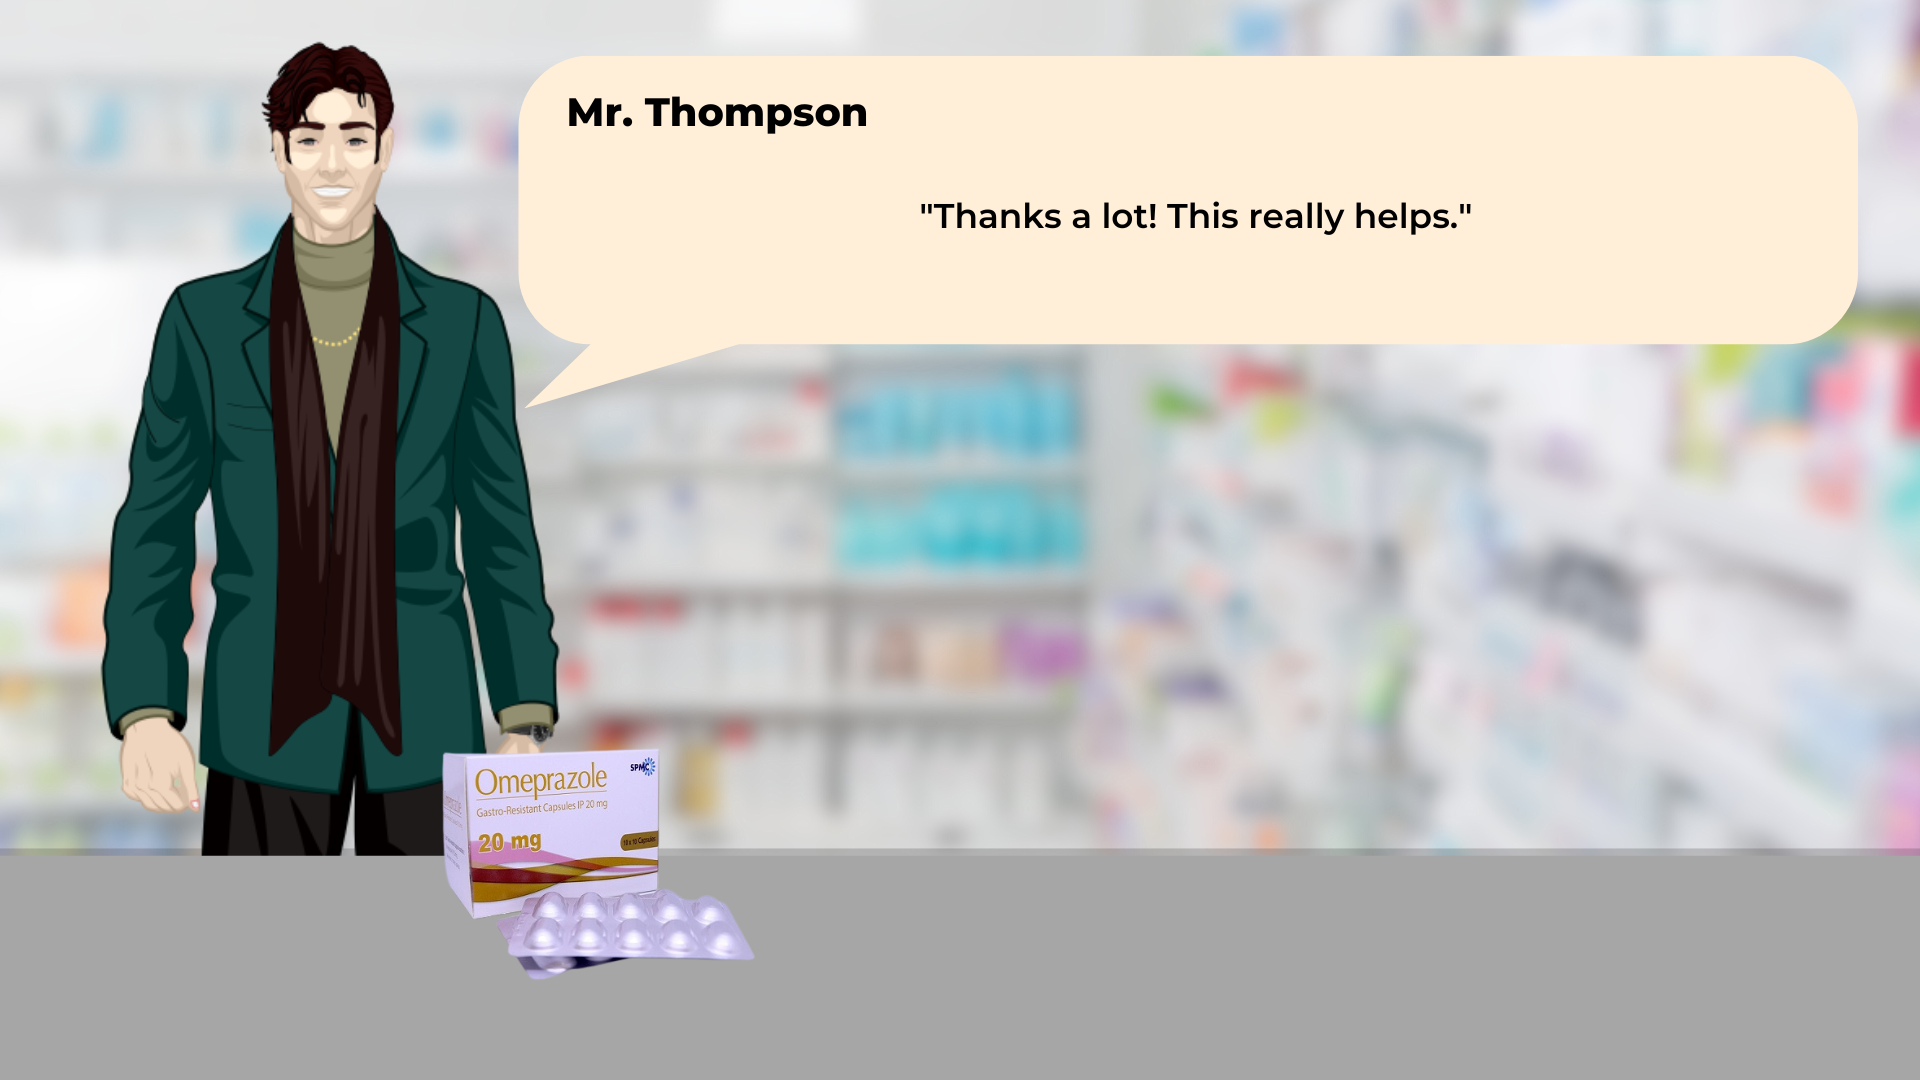 Mr. Thompson
"Thanks a lot! This really helps."
Omeprazole
SPMC
Gastro-Resistant Capsules IP 20 mg
20 mg
10 x 10 Capsules